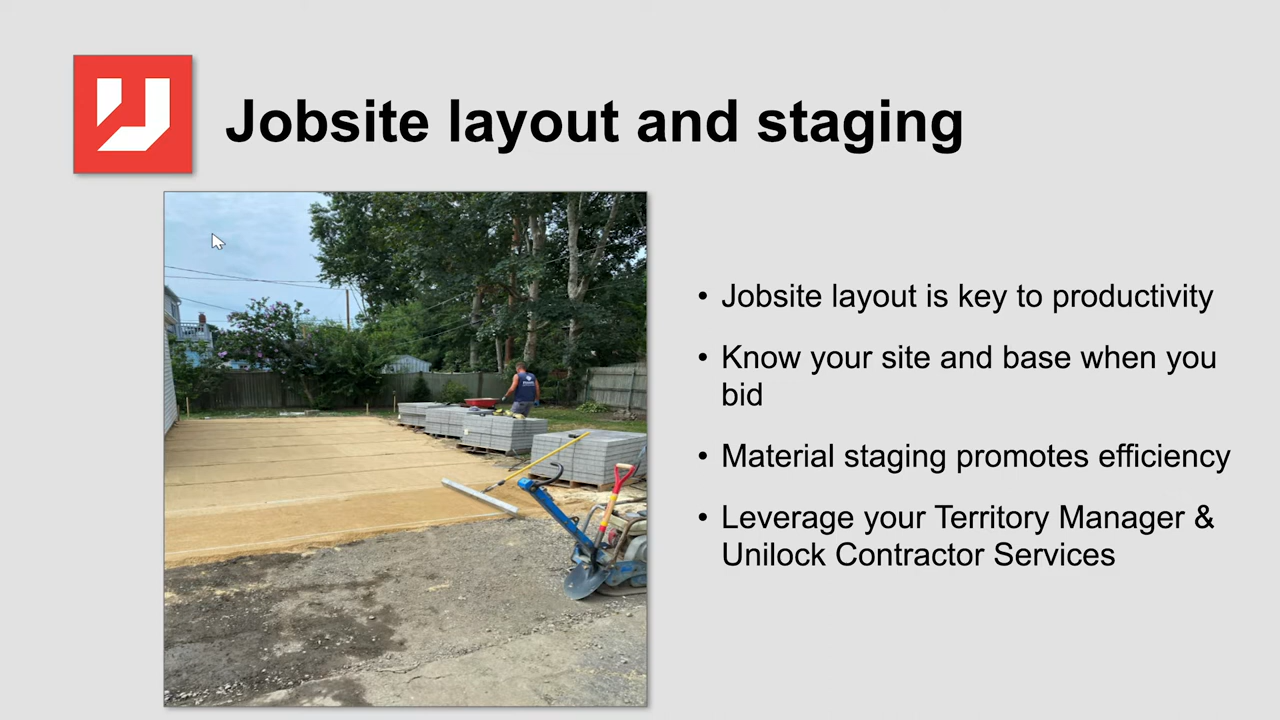 Jobsite layout and staging
• Jobsite layout is key to productivity
• Know your site and base when you
bid
• Material staging promotes efficiency
• Leverage your Territory Manager &
Unilock Contractor Services